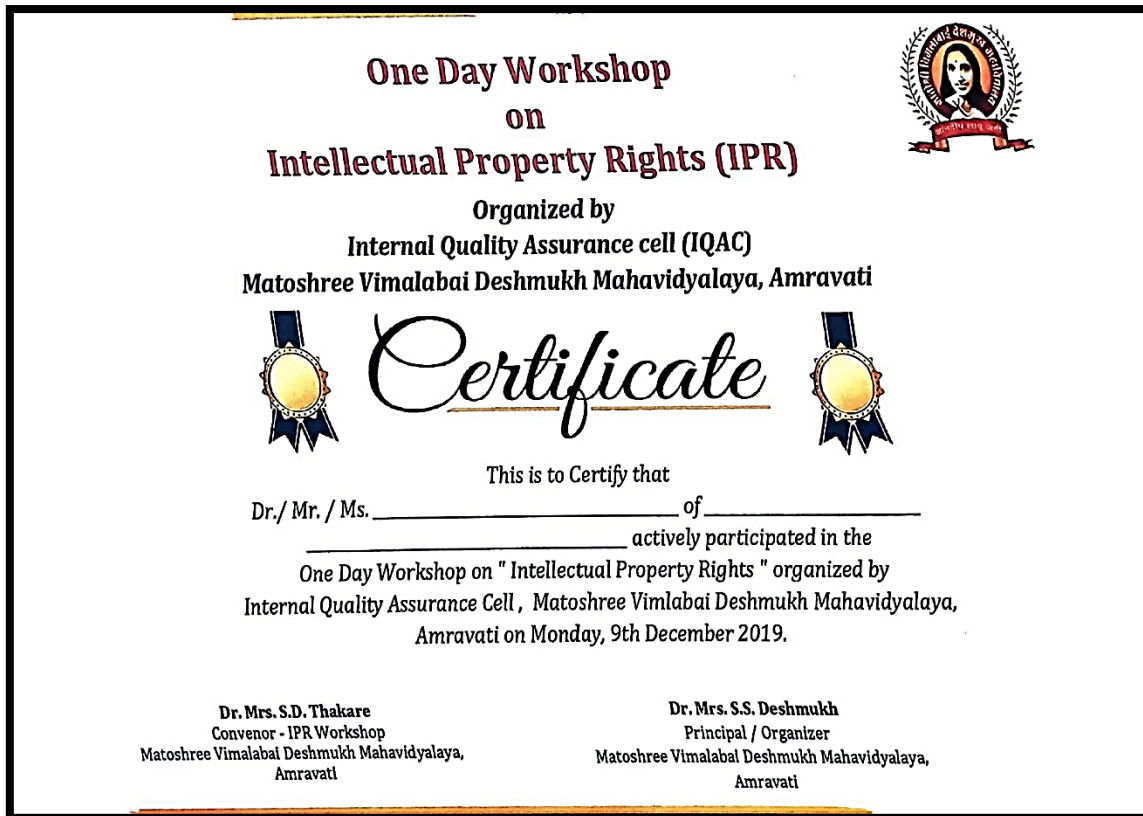 One Day Workshop
on
Intellectual Property Rights (IPR)
Organized by
Internal Quality Assurance cell (IQAC)
Matoshree Vimalabai Deshmukh Mahavidyalaya, Amravati
Certificate
This is to Certify that
Dr./ Mr. / Ms. ____________ of ____________
____________ actively participated in the
One Day Workshop on " Intellectual Property Rights " organized by
Internal Quality Assurance Cell , Matoshree Vimlabai Deshmukh Mahavidyalaya,
Amravati on Monday, 9th December 2019.
Dr. Mrs. S.D. Thakare
Convenor - IPR Workshop
Matoshree Vimalabai Deshmukh Mahavidyalaya,
Amravati
Dr. Mrs. S.S. Deshmukh
Principal / Organizer
Matoshree Vimalabai Deshmukh Mahavidyalaya,
Amravati